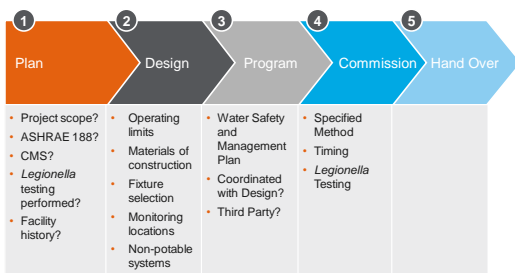 1
Plan
• Project scope?
• ASHRAE 188?
• CMS?
• Legionella
testing
performed?
• Facility
history?
2
Design
• Operating
limits
• Materials of
construction
• Fixture
selection
• Monitoring
locations
• Non-potable
systems
3
Program
• Water Safety
and
Management
Plan
• Coordinated
with Design?
• Third Party?
4
Commission
• Specified
Method
• Timing
• Legionella
Testing
5
Hand Over